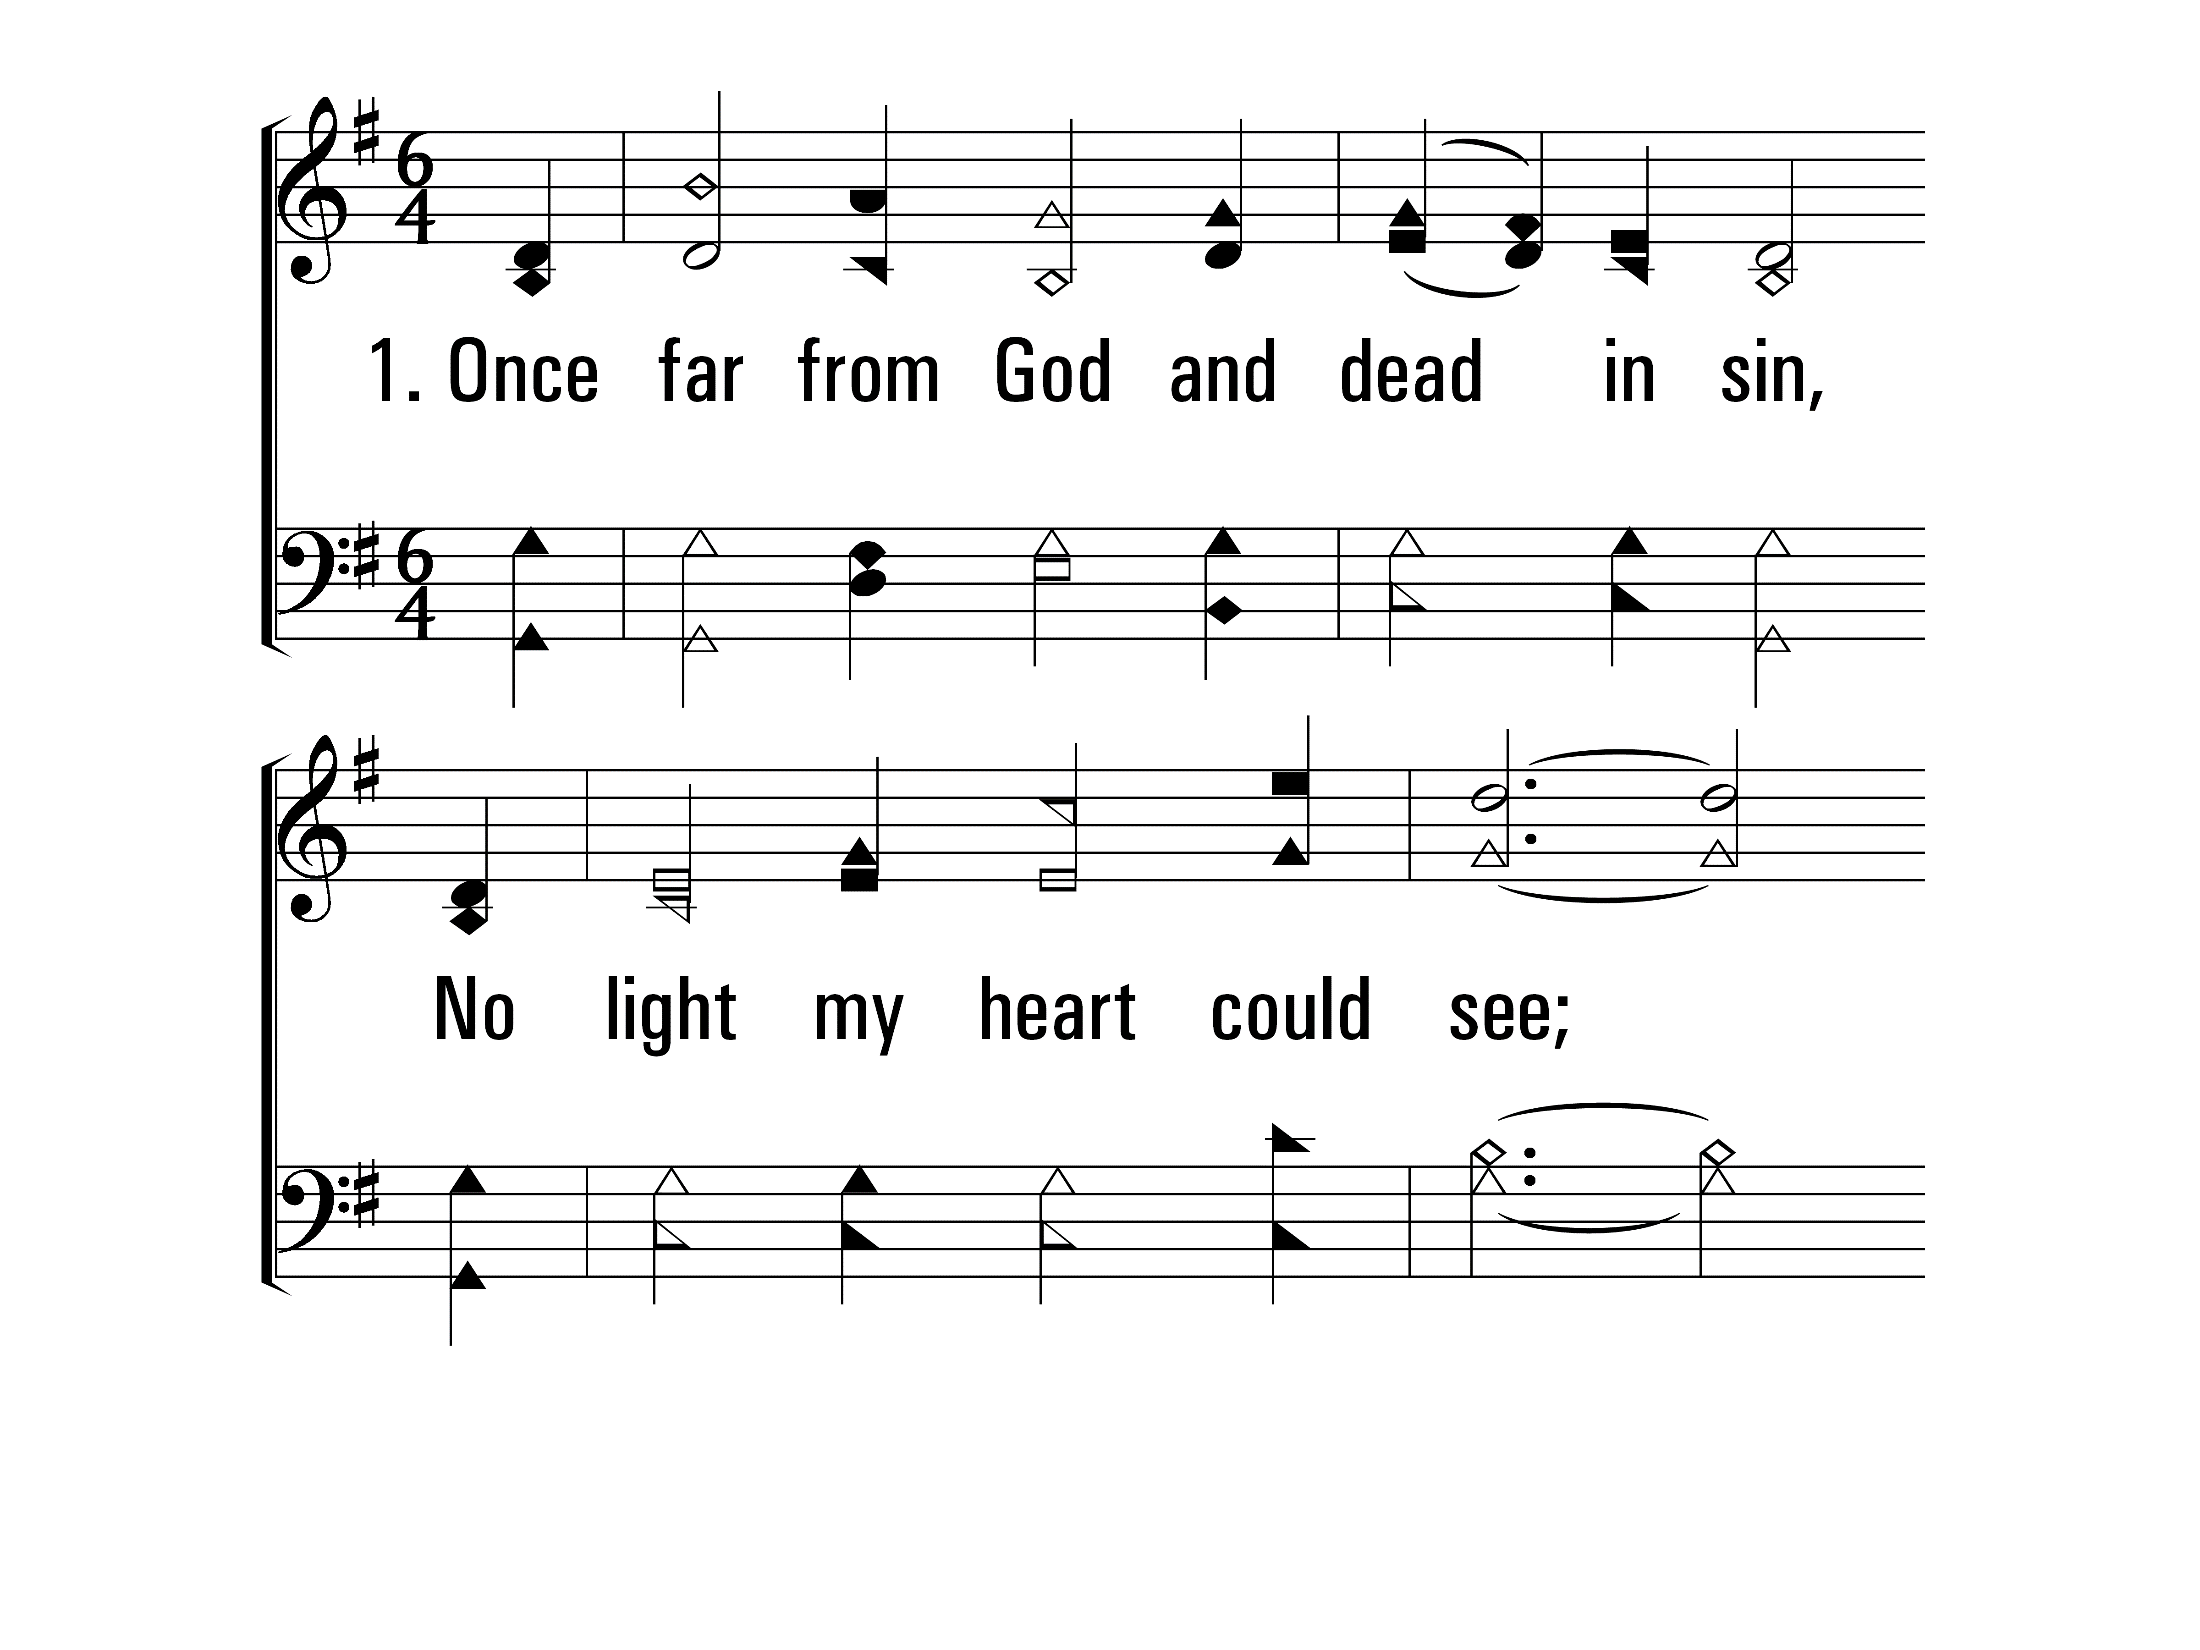 1. Once far from God and dead in sin,
No light my heart could see;